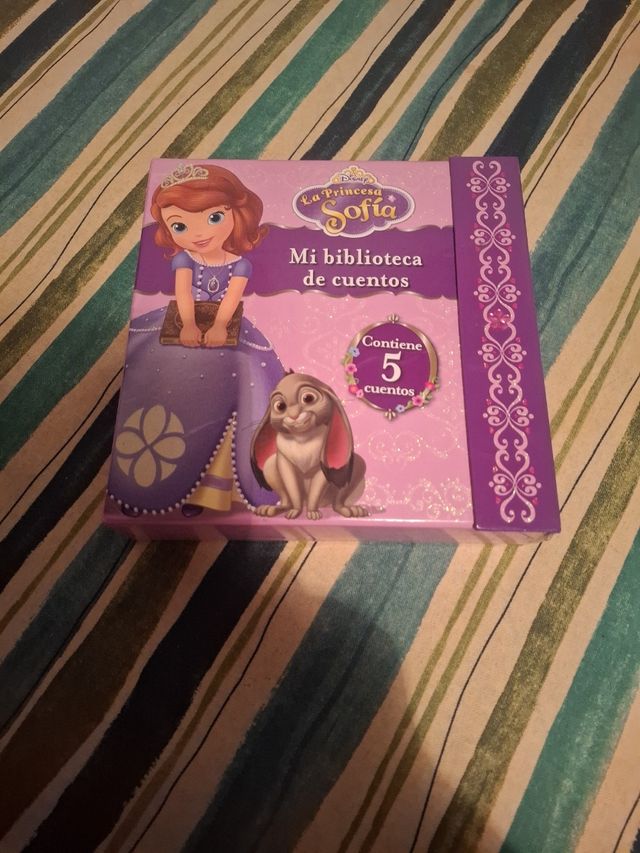 Disney
La Princesa
Sofía
Mi biblioteca
de cuentos
Contiene
5
cuentos